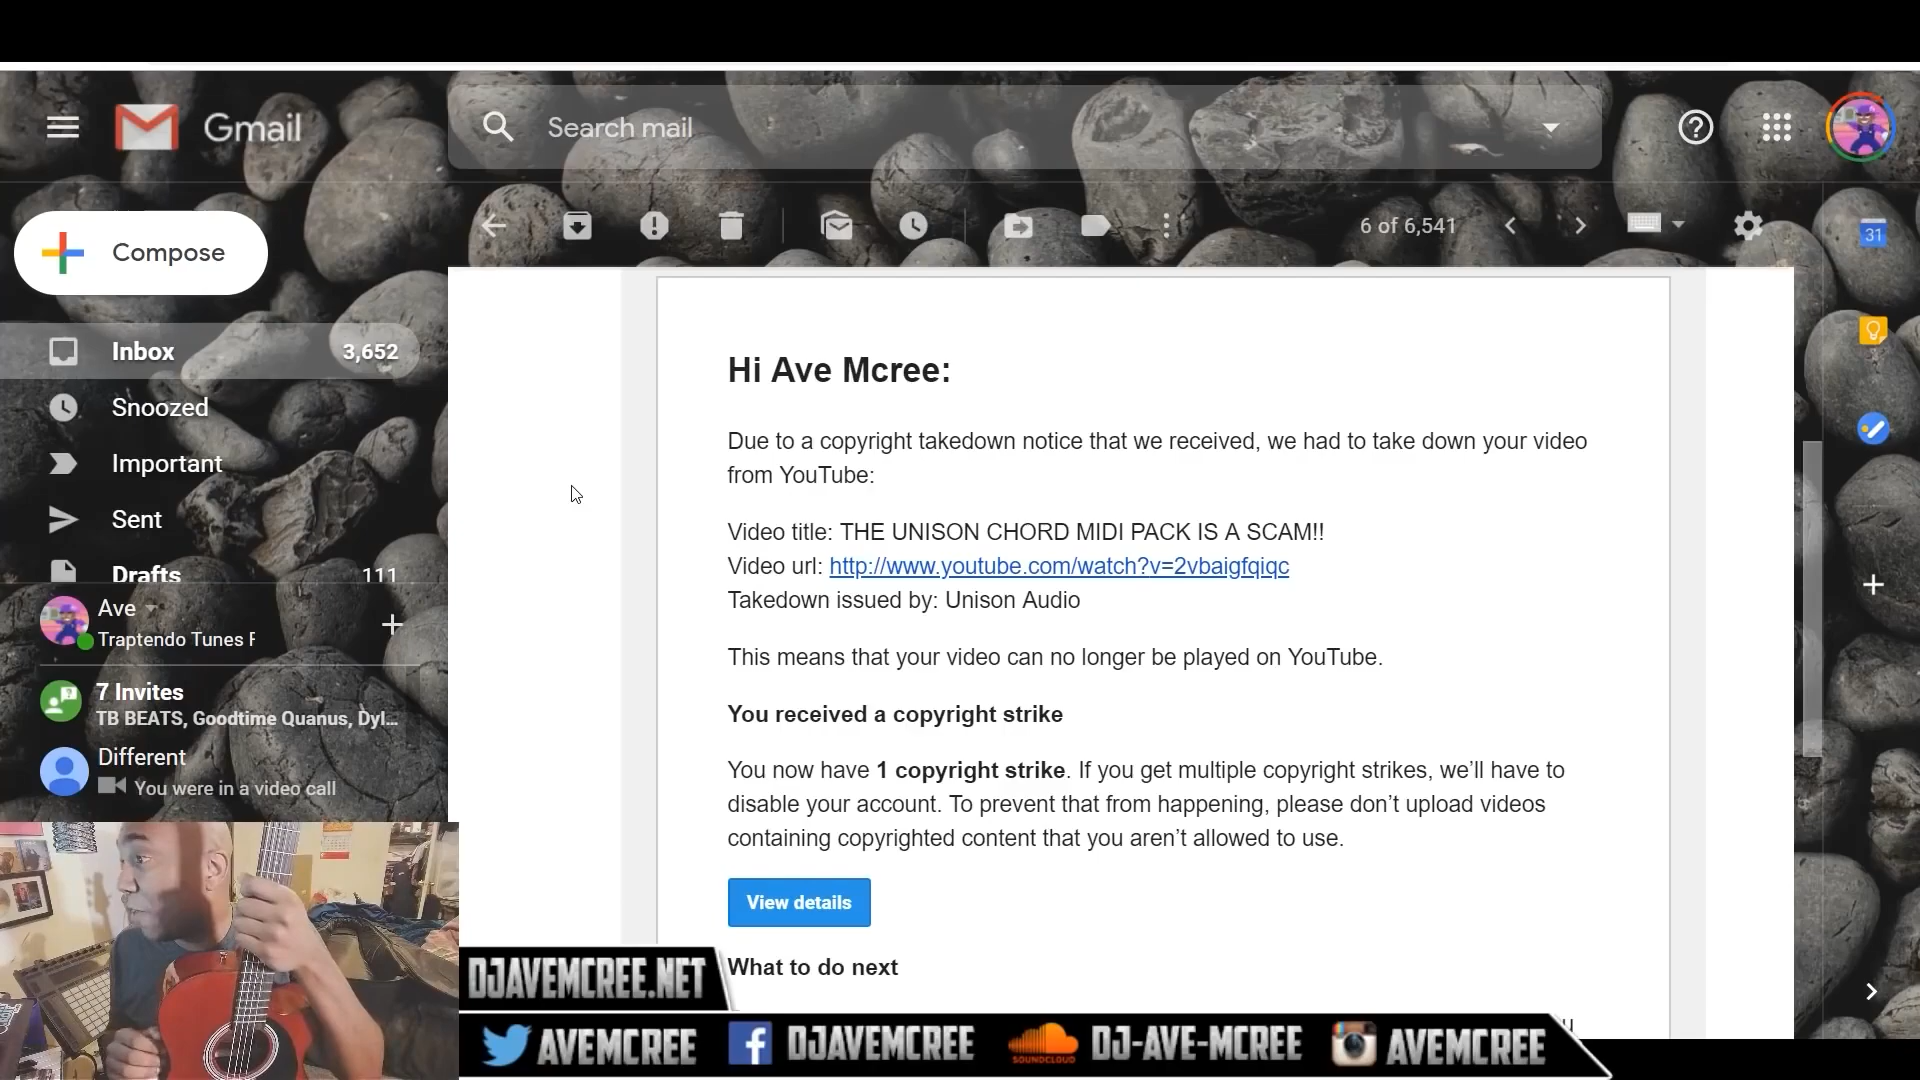 Gmail
Search mail
Compose
6 of 6,541
31
Inbox 3,652
Snoozed
Important
Sent
Drafts 111
Ave
Traptendo Tunes
7 Invites
TB BEATS, Goodtime Quanus, Dyl...
Different
You were in a video call
Hi Ave Mcree:
Due to a copyright takedown notice that we received, we had to take down your video
from YouTube:
Video title: THE UNISON CHORD MIDI PACK IS A SCAM!!
Video url: http://www.youtube.com/watch?v=2vbaigfqiqc
Takedown issued by: Unison Audio
This means that your video can no longer be played on YouTube.
You received a copyright strike
You now have 1 copyright strike. If you get multiple copyright strikes, we’ll have to
disable your account. To prevent that from happening, please don’t upload videos
containing copyrighted content that you aren’t allowed to use.
View details
What to do next
DJAVEMCREE.NET
AVEMCREE
DJAVEMCREE
SOUNDCLOUD
DJ-AVE-MCREE
AVEMCREE